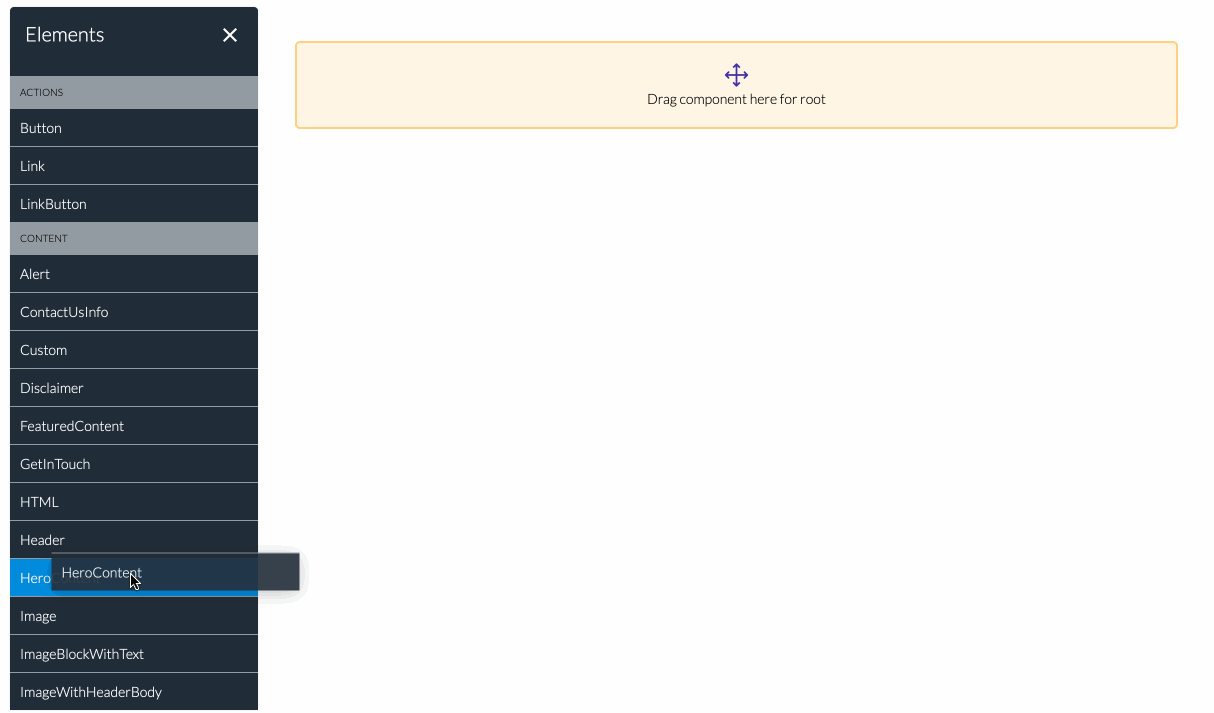 Elements
ACTIONS
Button
Link
LinkButton
CONTENT
Alert
ContactUsInfo
Custom
Disclaimer
FeaturedContent
GetInTouch
HTML
Header
Hero
HeroContent
Image
ImageBlockWithText
ImageWithHeaderBody
Drag component here for root